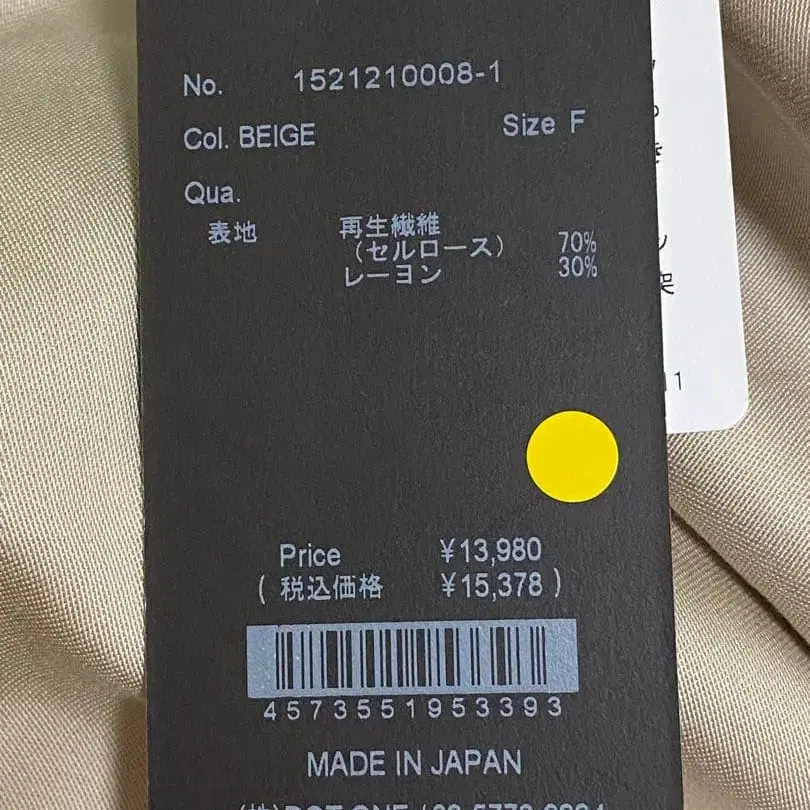 No. 1521210008-1
Col. BEIGE Size F
Qua.
表地 再生繊維
(セルロース) 70%
レーヨン 30%
Price ¥13,980
( 税込価格 ¥15,378 )
4573551953393
MADE IN JAPAN
11